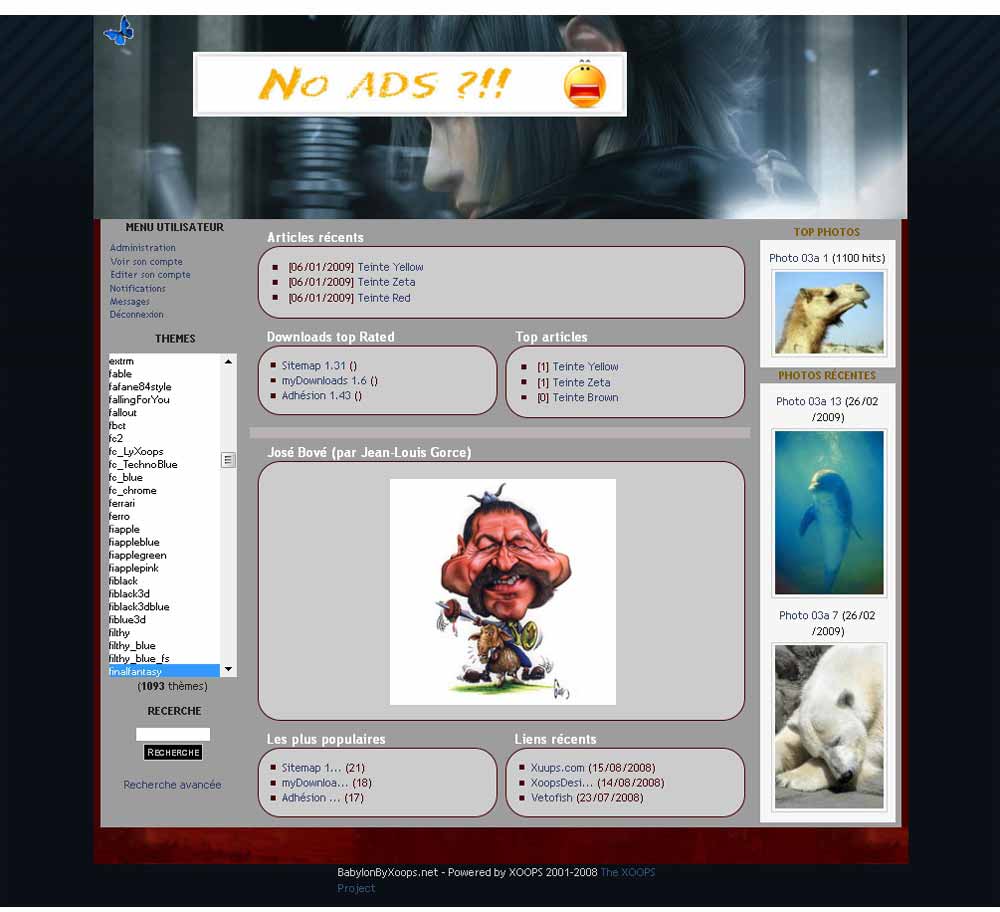 No ADS ?!!
MENU UTILISATEUR
Administration
Voir son compte
Editer son compte
Notifications
Messages
Déconnexion
THEMES
extrm
fable
fafane84style
fallingForYou
fallout
fbct
fc2
fc_LyXoops
fc_TechnoBlue
fc_blue
fc_chrome
ferrari
ferro
fiapple
fiappleblue
fiapplegreen
fiapplepink
fiblack
fiblack3d
fiblack3dblue
fiblue3d
filthy
filthy_blue
filthy_blue_fs
finalfantasy
(1093 thèmes)
RECERCHE
RECHERCHE
Recherche avancée
Articles récents
[06/01/2009] Teinte Yellow
[06/01/2009] Teinte Zeta
[06/01/2009] Teinte Red
Downloads top Rated
Sitemap 1.31 ()
myDownloads 1.6 ()
Adhésion 1.43 ()
Top articles
[1] Teinte Yellow
[1] Teinte Zeta
[0] Teinte Brown
José Bové (par Jean-Louis Gorce)
Les plus populaires
Sitemap 1... (21)
myDownloa... (18)
Adhésion ... (17)
Liens récents
Xuups.com (15/08/2008)
XoopsDesi... (14/08/2008)
Vetofish (23/07/2008)
TOP PHOTOS
Photo 03a 1 (1100 hits)
PHOTOS RÉCENTES
Photo 03a 13 (26/02
/2009)
Photo 03a 7 (26/02
/2009)
BabylonByXoops.net - Powered by XOOPS 2001-2008 The XOOPS
Project